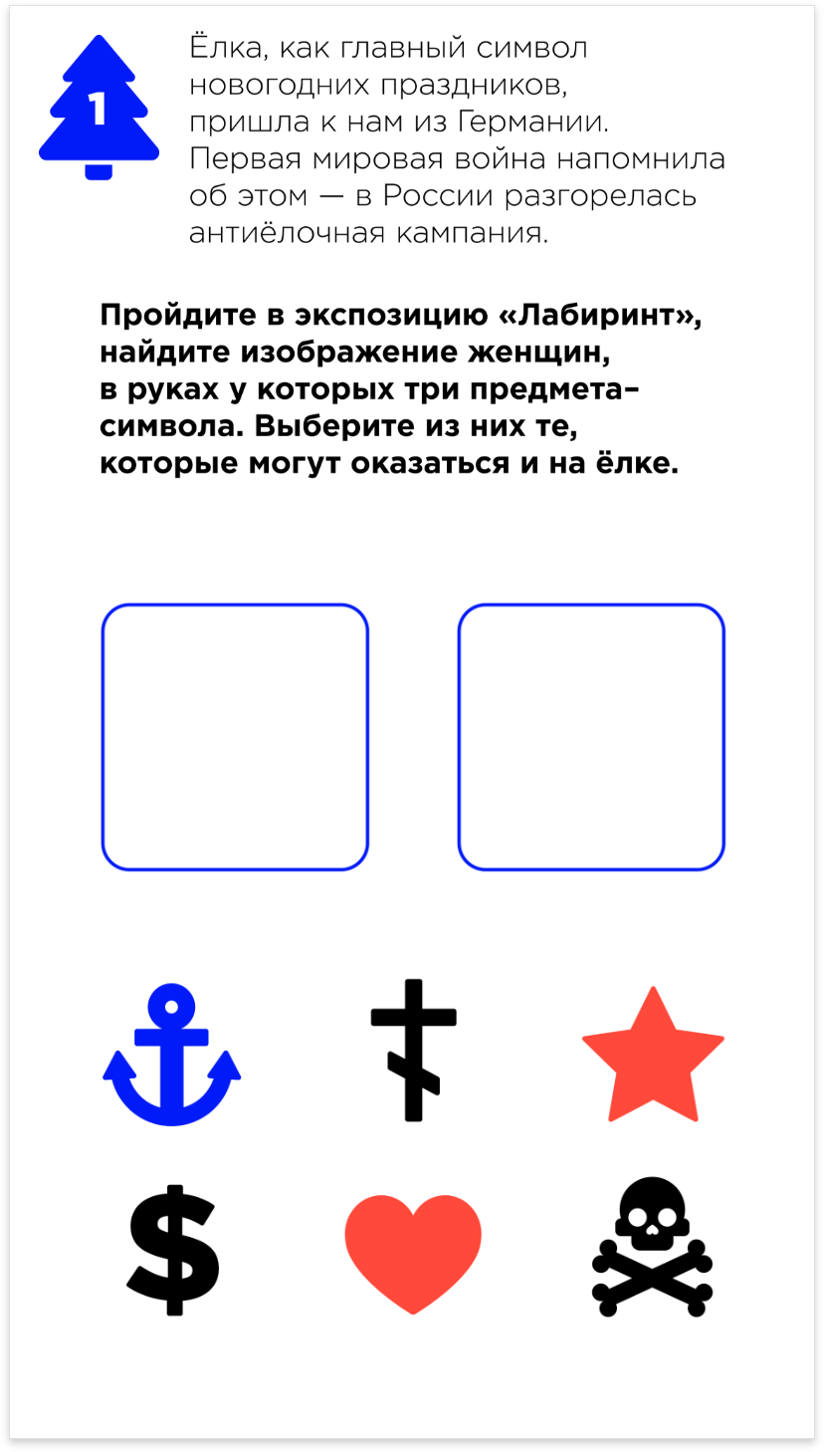 1
Ёлка, как главный символ
новогодних праздников,
пришла к нам из Германии.
Первая мировая война напомнила
об этом — в России разгорелась
антиёлочная кампания.
Пройдите в экспозицию «Лабиринт»,
найдите изображение женщин,
в руках у которых три предмета–
символа. Выберите из них те,
которые могут оказаться и на ёлке.
$